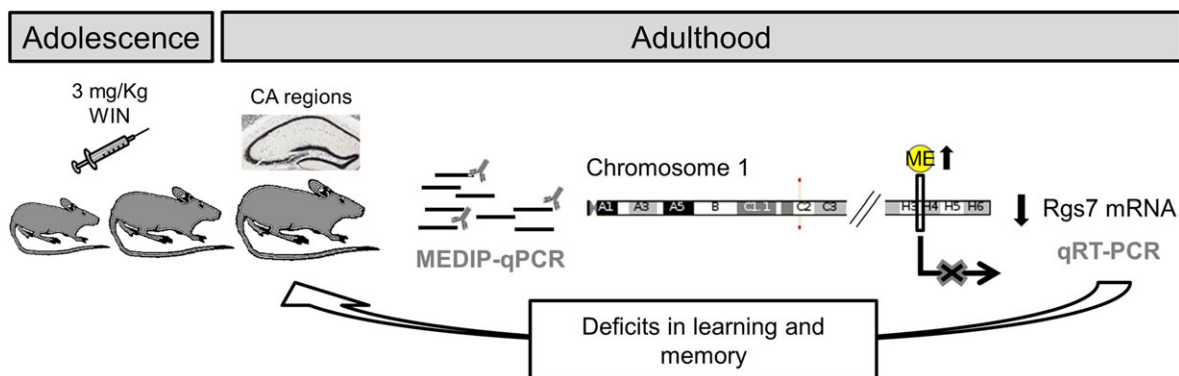 Adolescence
Adulthood
3 mg/Kg
WIN
CA regions
MEDIP-qPCR
Chromosome 1
A1 A3 A5 B C1.1 C2 C3
ME
H3 H4 H5 H6
Rgs7 mRNA
qRT-PCR
Deficits in learning and
memory